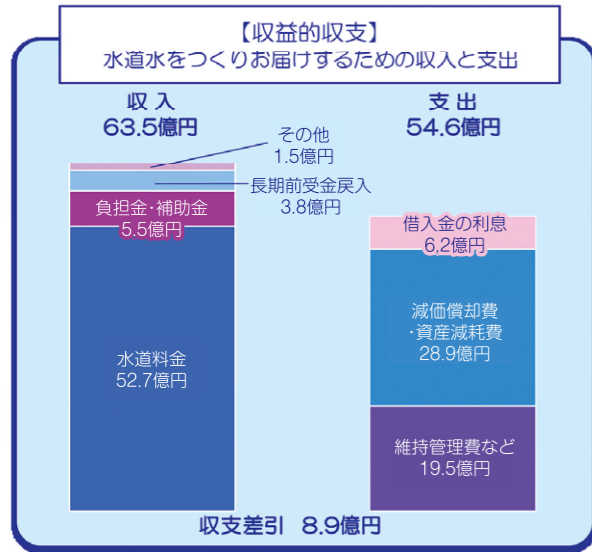 【収益的収支】
水道水をつくりお届けするための収入と支出
収入
63.5億円
その他
1.5億円
長期前受金戻入
3.8億円
負担金・補助金
5.5億円
水道料金
52.7億円
支出
54.6億円
借入金の利息
6,2億円
減価償却費
・資産減耗費
28.9億円
維持管理費など
19.5億円
収支差引 8.9億円